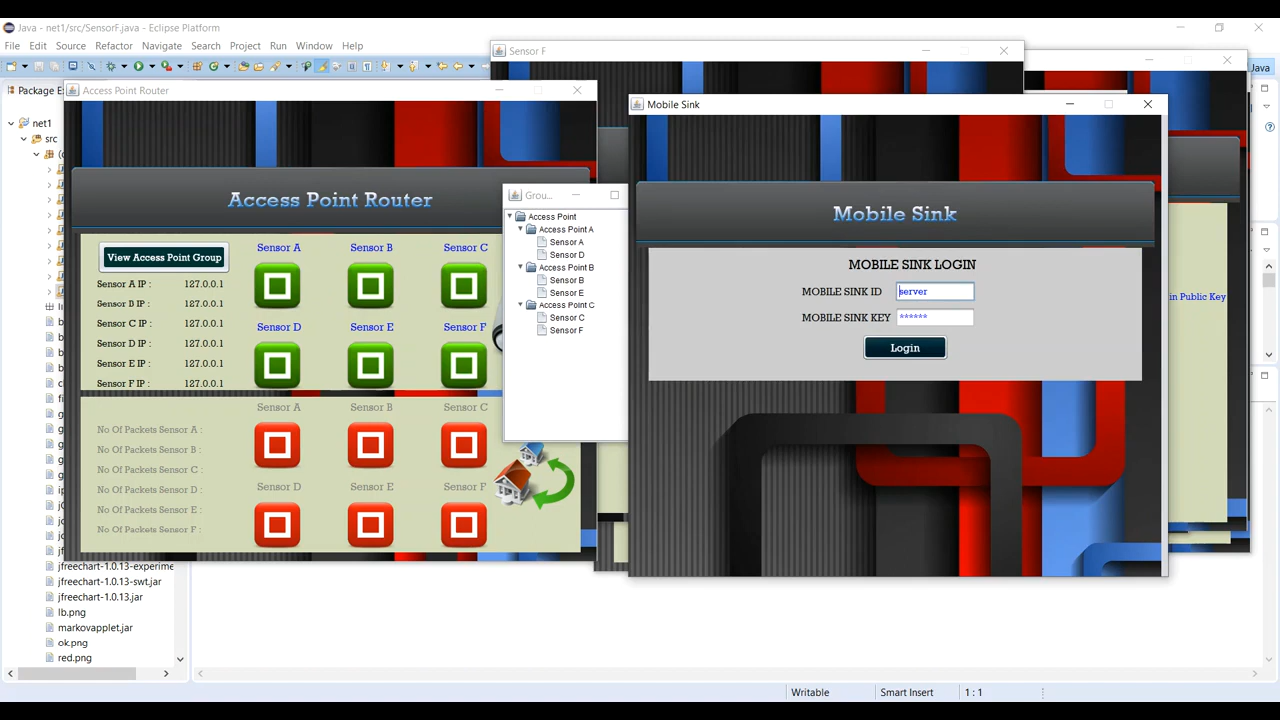 Java - net1/src/SensorF.java - Eclipse Platform
File Edit Source Refactor Navigate Search Project Run Window Help
Java
Package E
net1
src
jfreechart-1.0.13-experime
jfreechart-1.0.13-swt.jar
jfreechart-1.0.13.jar
lb.png
markovapplet.jar
ok.png
red.png
Access Point Router
Access Point Router
View Access Point Group
Sensor A IP : 127.0.0.1
Sensor B IP : 127.0.0.1
Sensor C IP : 127.0.0.1
Sensor D IP : 127.0.0.1
Sensor E IP : 127.0.0.1
Sensor F IP : 127.0.0.1
Sensor A Sensor B Sensor C
Sensor D Sensor E Sensor F
No Of Packets Sensor A :
No Of Packets Sensor B :
No Of Packets Sensor C :
No Of Packets Sensor D :
No Of Packets Sensor E :
No Of Packets Sensor F :
Sensor A Sensor B Sensor C
Sensor D Sensor E Sensor F
Grou...
Access Point
Access Point A
Sensor A
Sensor D
Access Point B
Sensor B
Sensor E
Access Point C
Sensor C
Sensor F
Sensor F
Mobile Sink
Mobile Sink
MOBILE SINK LOGIN
MOBILE SINK ID server
MOBILE SINK KEY ******
Login
in Public Key
Writable Smart Insert 1 : 1